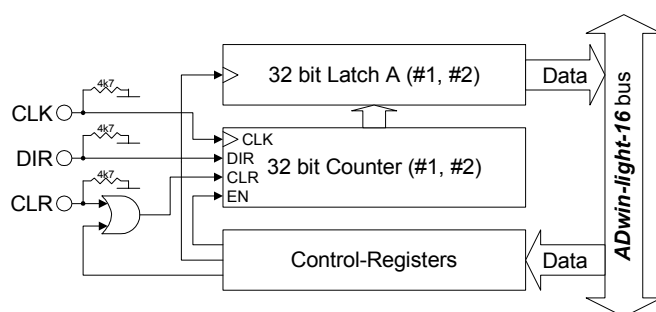 4k7
CLK
4k7
DIR
4k7
CLR
32 bit Latch A (#1, #2)
Data
CLK
DIR
CLR
EN
32 bit Counter (#1, #2)
Control-Registers
Data
ADwin-light-16 bus